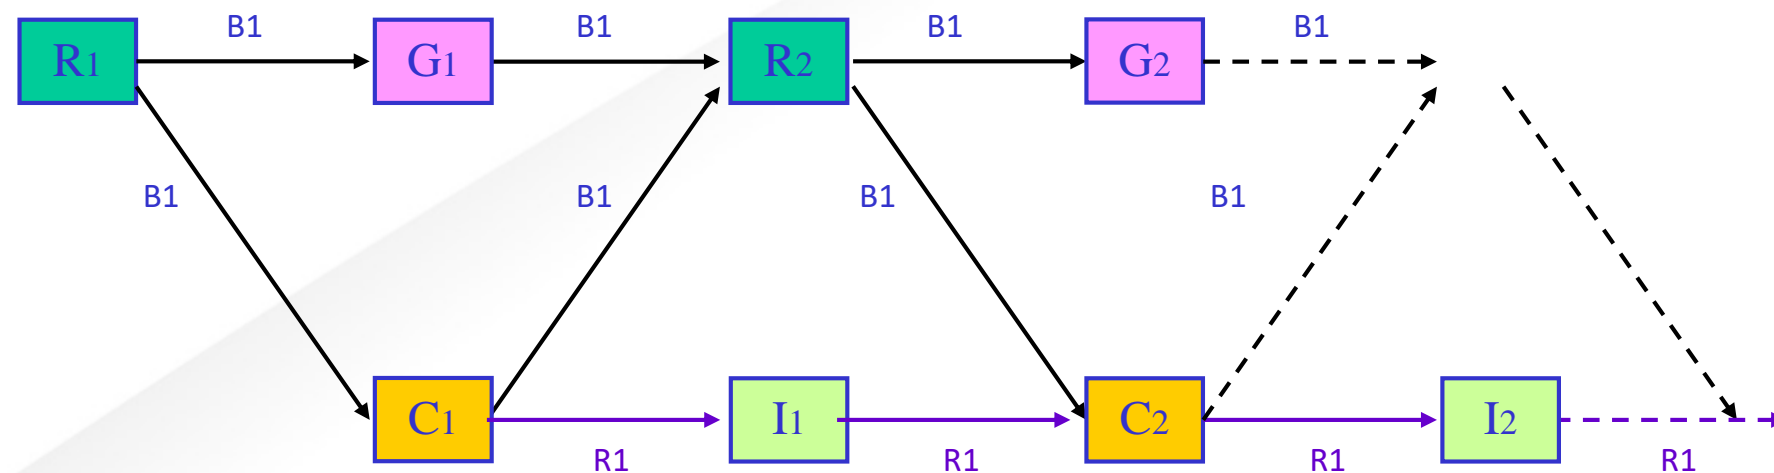 B1 B1 B1 B1
R1 G1 R2 G2
B1 B1 B1 B1
C1 I1 C2 I2
R1 R1 R1 R1